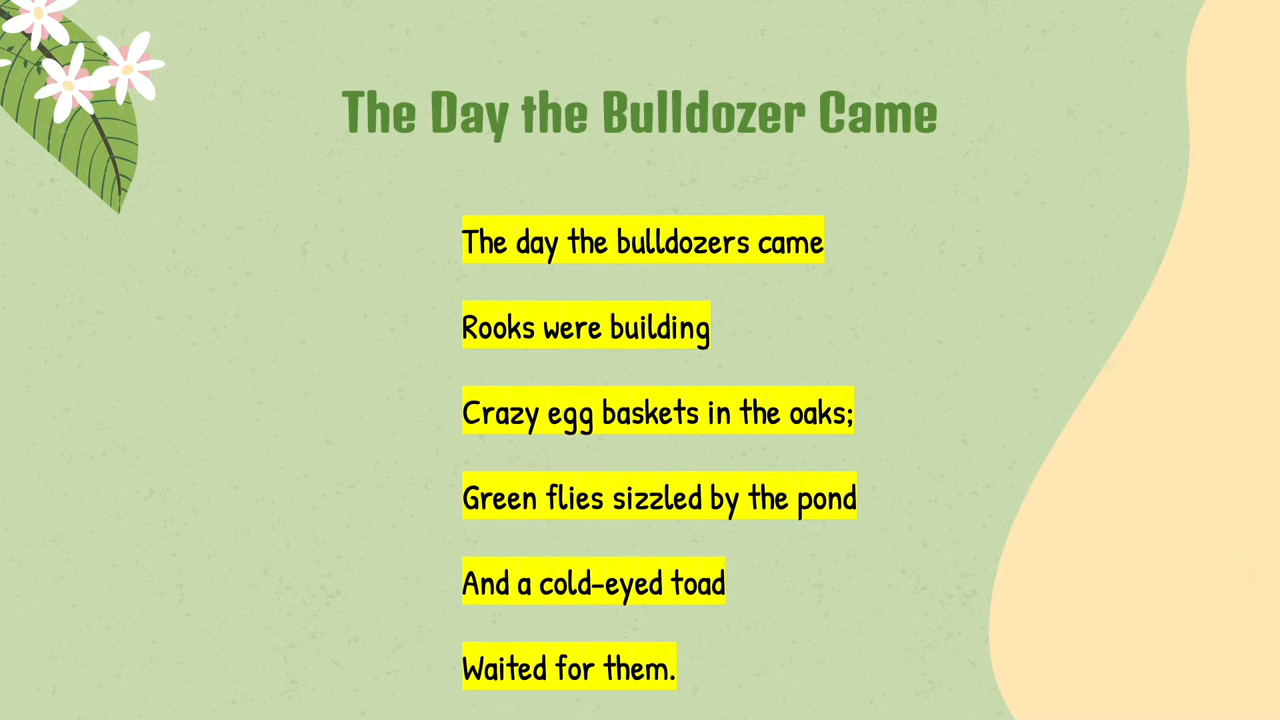 The Day the Bulldozer Came
The day the bulldozers came
Rooks were building
Crazy egg baskets in the oaks;
Green flies sizzled by the pond
And a cold-eyed toad
Waited for them.